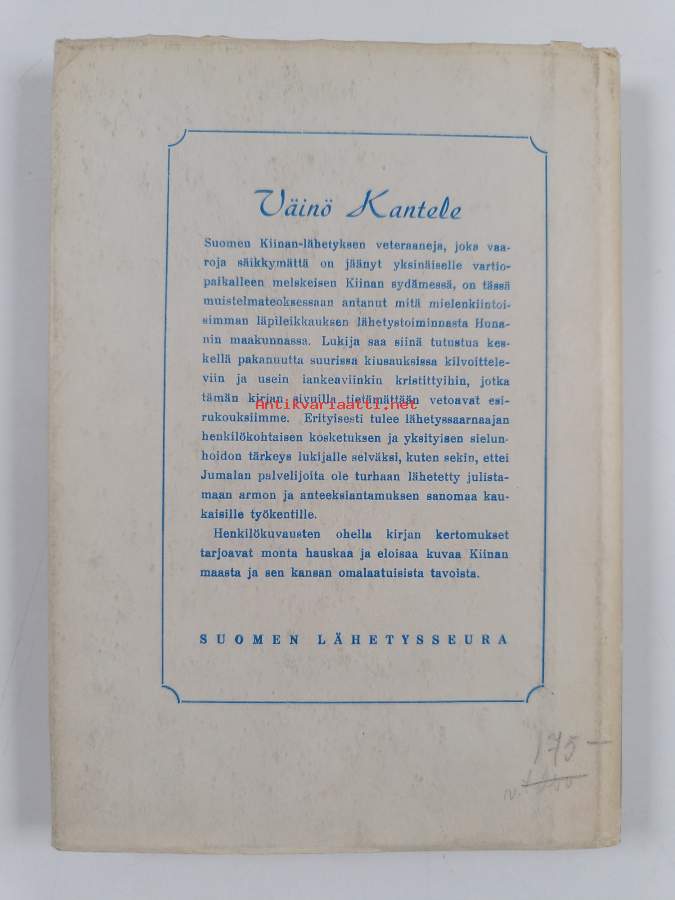 Väinö Kantele
Suomen Kiinan-lähetyksen veteraaneja, joka vaa-
roja säikkymättä on jäänyt yksinäiselle vartio-
paikalleen melskeisen Kiinan sydämessä, on tässä
muistelmateoksessaan antanut mitä mielenkiintoi-
simman läpileikkauksen lähetystoiminnasta Huna-
nin maakunnassa. Lukija saa siinä tutustua kes-
kellä pakanuutta suurissa kiusauksissa kilvoittele-
viin ja usein lankeaviinkin kristittyihin, jotka
tämän kirjan sivuilla tietämättään vetoavat esi-
Antikvariaatti.net
rukouksiimme. Erityisesti tulee lähetyssaarnaajan
henkilökohtaisen kosketuksen ja yksityisen sielun-
hoidon tärkeys lukijalle selväksi, kuten sekin, ettei
Jumalan palvelijoita ole turhaan lähetetty julista-
maan armon ja anteeksiantamuksen sanomaa kau-
kaisille työkentille.
Henkilökuvausten ohella kirjan kertomukset
tarjoavat monta hauskaa ja eloisaa kuvaa Kiinan
maasta ja sen kansan omalaatuisista tavoista.
SUOMEN LÄHETYSSEURA
175-